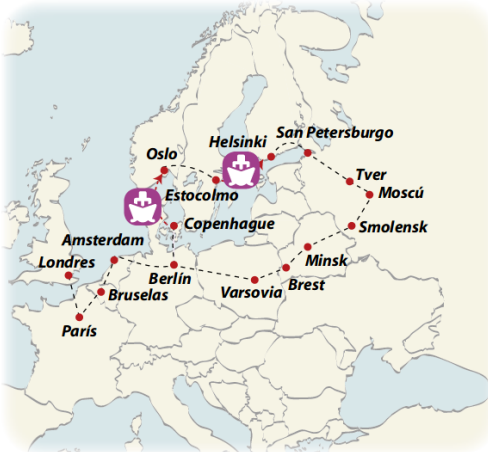 Helsinki
San Petersburgo
Oslo
Tver
Estocolmo
Moscú
Copenhague
Smolensk
Amsterdam
Minsk
Londres
Berlín
Brest
Bruselas
Varsovia
París